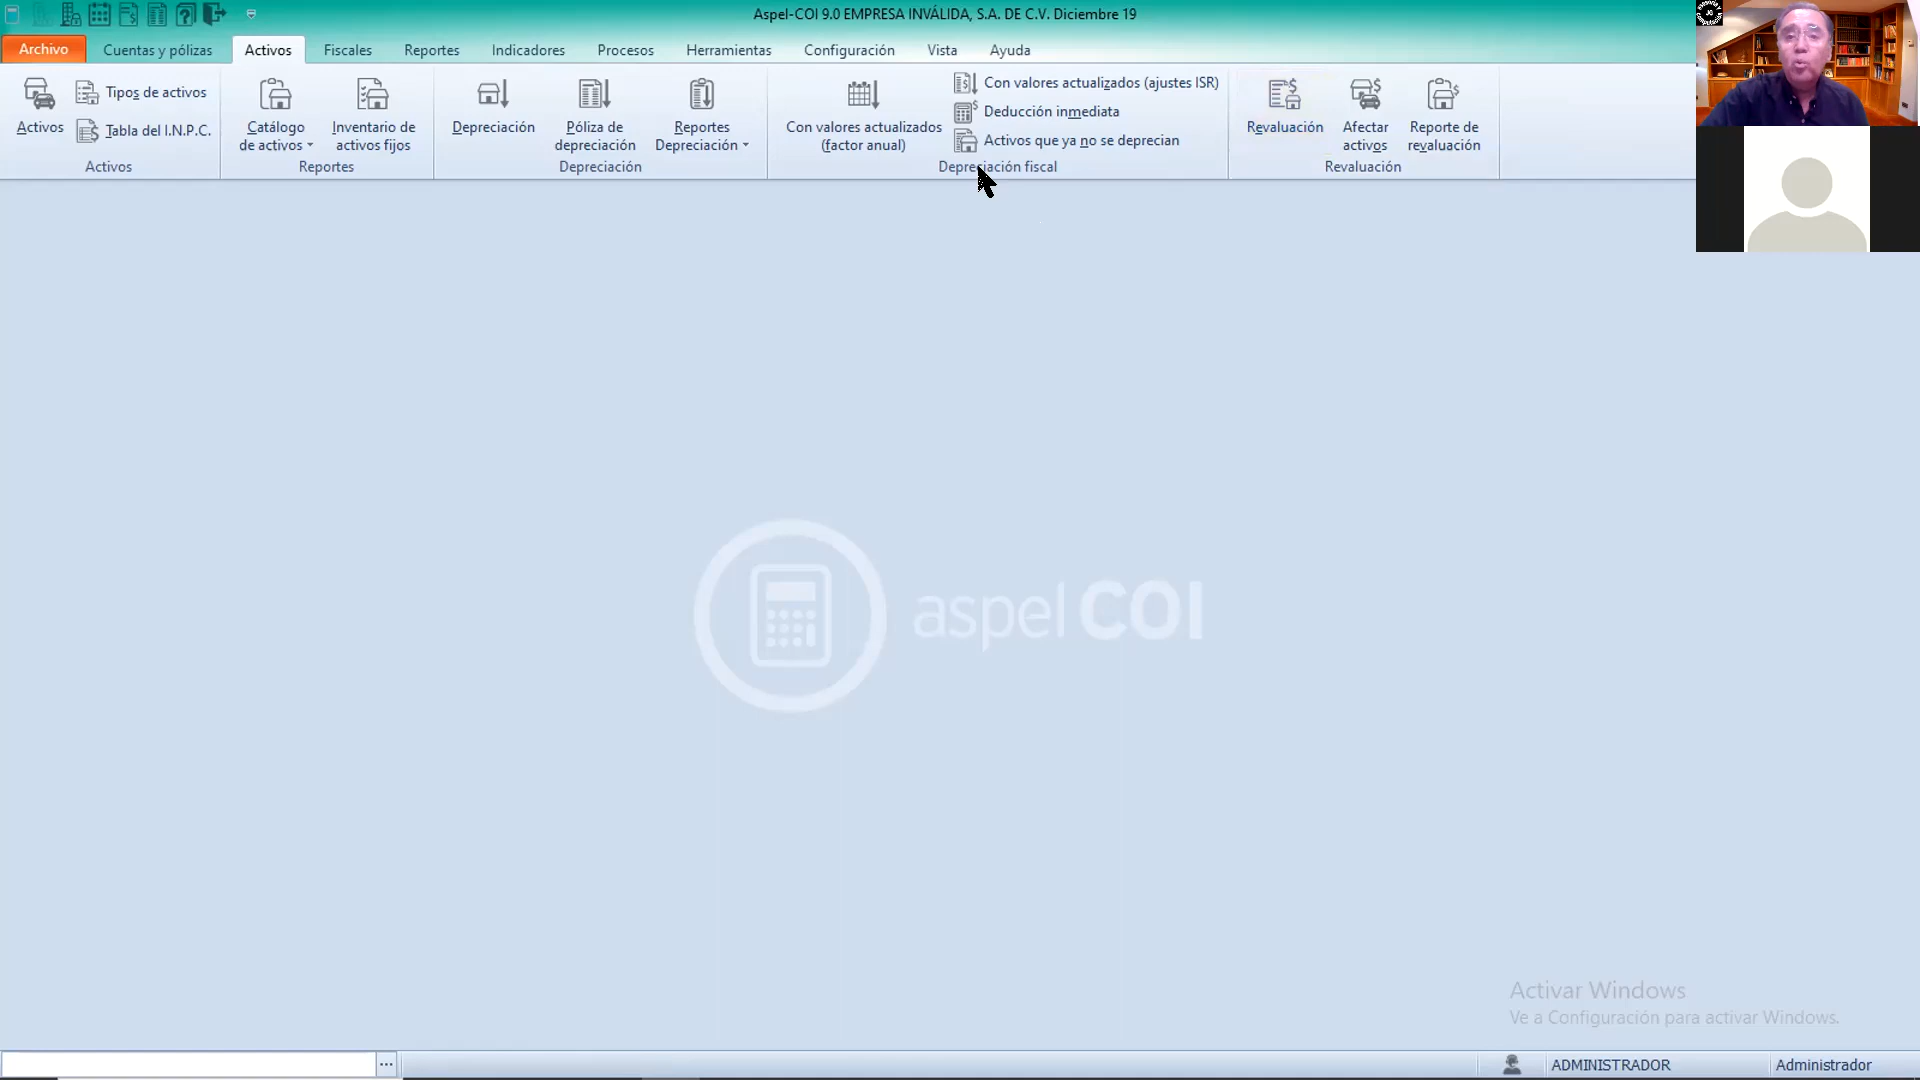 Aspel-COI 9.0 EMPRESA INVÁLIDA, S.A. DE C.V. Diciembre 19
Archivo
Cuentas y pólizas
Activos
Fiscales
Reportes
Indicadores
Procesos
Herramientas
Configuración
Vista
Ayuda
Activos
Tipos de activos
Tabla del I.N.P.C.
Activos
Catálogo
de activos
Inventario de
activos fijos
Reportes
Depreciación
Póliza de
depreciación
Reportes
Depreciación
Depreciación
Con valores actualizados
(factor anual)
Con valores actualizados (ajustes ISR)
Deducción inmediata
Activos que ya no se deprecian
Depreciación fiscal
Revaluación
Afectar
activos
Reporte de
revaluación
Revaluación
aspel COI
Activar Windows
Ve a Configuración para activar Windows.
...
ADMINISTRADOR
Administrador